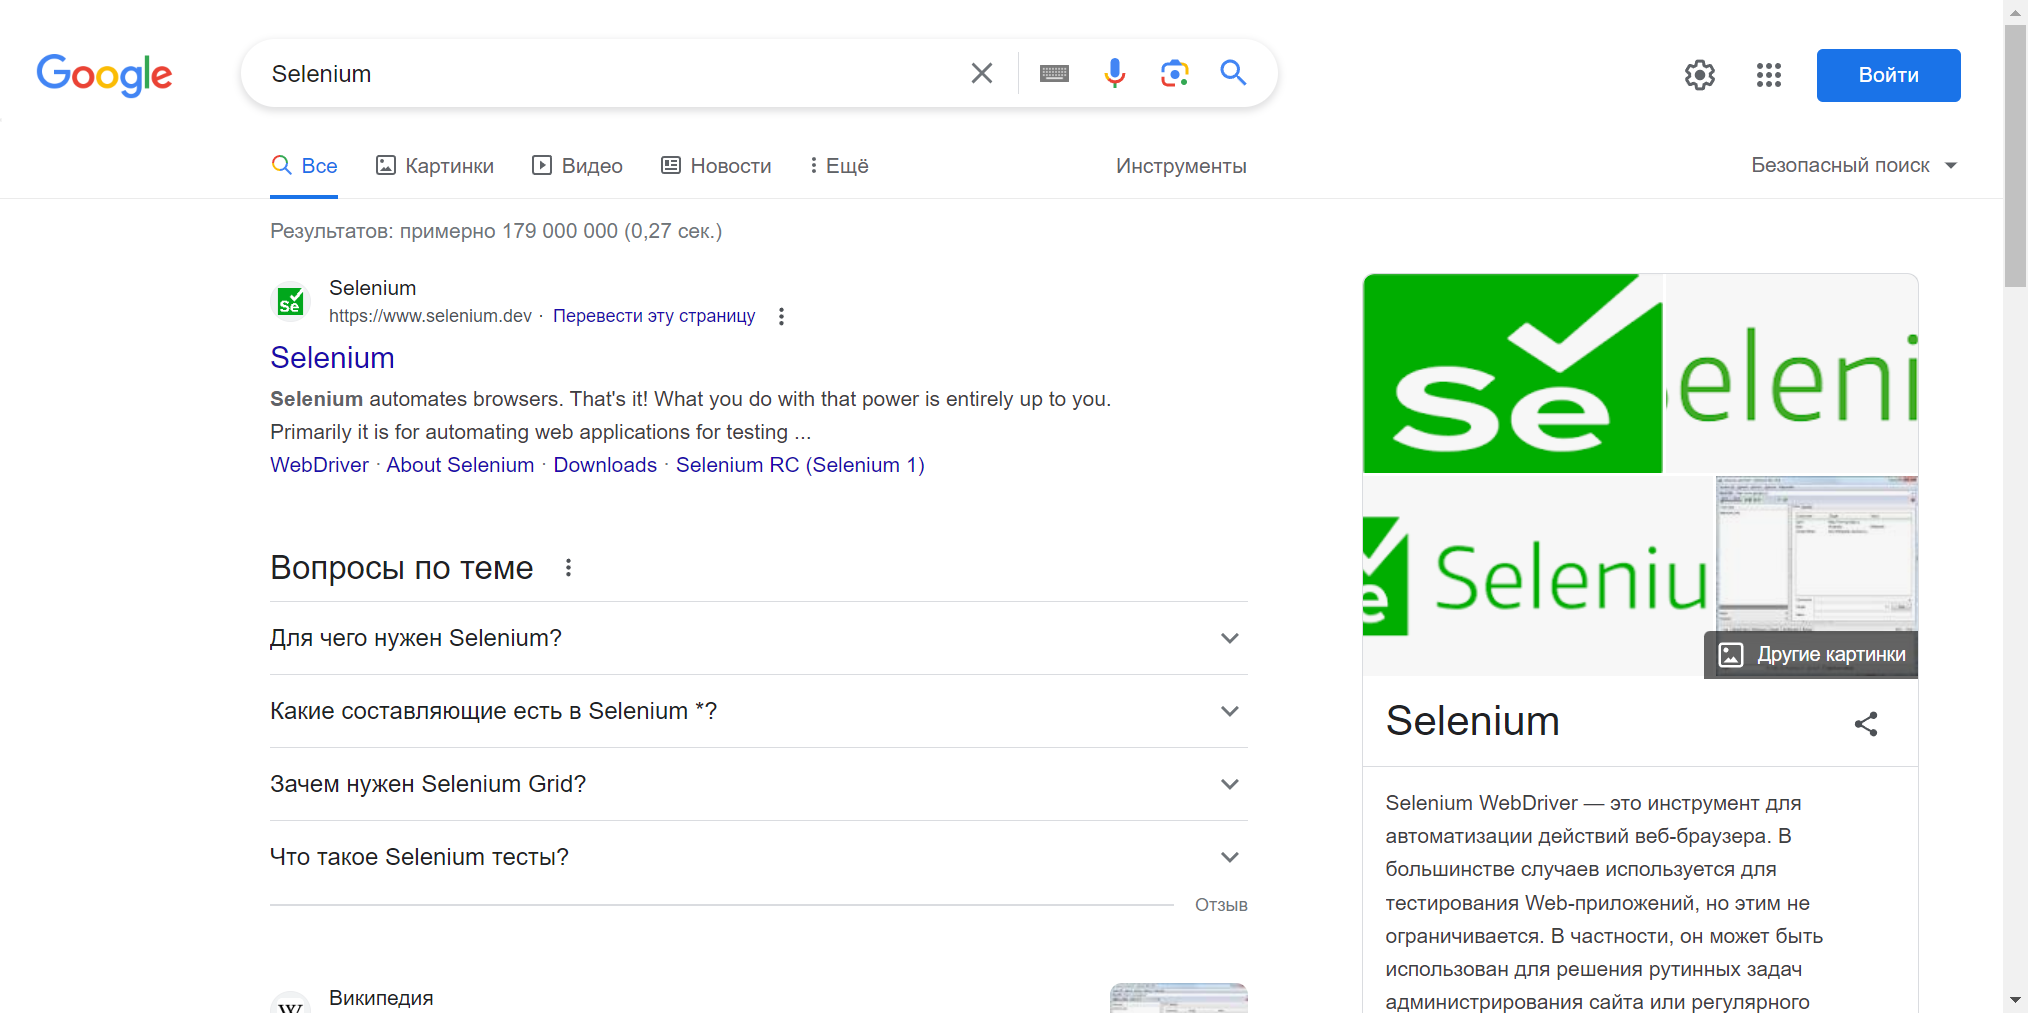 Google
Selenium
Войти
Все
Картинки
Видео
Новости
Ещё
Инструменты
Безопасный поиск
Результатов: примерно 179 000 000 (0,27 сек.)
Selenium
https://www.selenium.dev · Перевести эту страницу
Selenium
Selenium automates browsers. That's it! What you do with that power is entirely up to you.
Primarily it is for automating web applications for testing ...
WebDriver · About Selenium · Downloads · Selenium RC (Selenium 1)
Вопросы по теме
Для чего нужен Selenium?
Какие составляющие есть в Selenium *?
Зачем нужен Selenium Grid?
Что такое Selenium тесты?
Отзыв
Википедия
Se
eleni
e
Seleniu
Другие картинки
Selenium
Selenium WebDriver — это инструмент для
автоматизации действий веб-браузера. В
большинстве случаев используется для
тестирования Web-приложений, но этим не
ограничивается. В частности, он может быть
использован для решения рутинных задач
администрирования сайта или регулярного